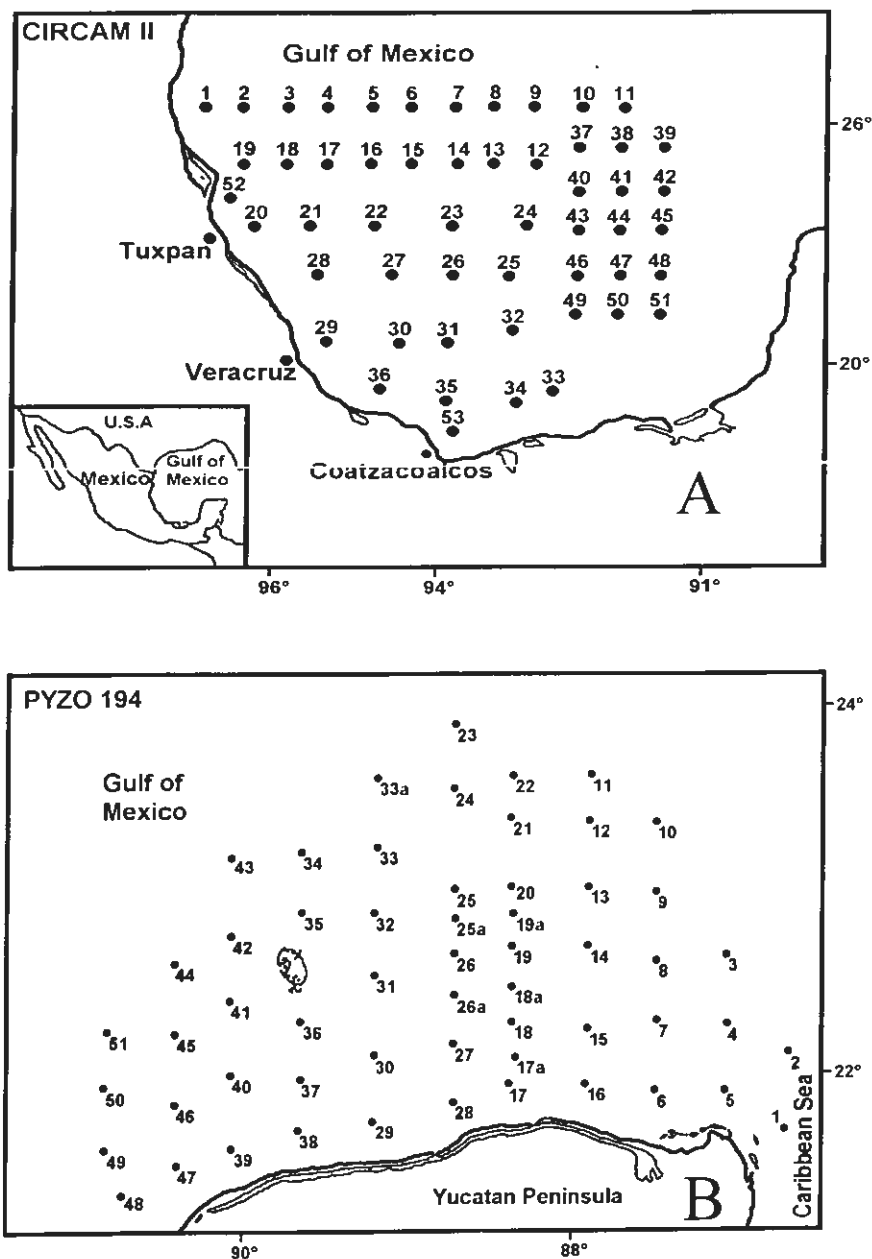 CIRCAM II
Gulf of Mexico
1 2 3 4 5 6 7 8 9 10 11
26°
37 38 39
19 18 17 16 15 14 13 12
52
40 41 42
20 21 22 23 24
43 44 45
Tuxpan
28 27 26 25
46 47 48
49 50 51
29 30 31 32
20°
Veracruz
36 35 34 33
53
Coatzacoalcos
U.S.A
Mexico
Gulf of
Mexico
A
96° 94° 91°
PYZO 194
24°
23
Gulf of
Mexico
33a 24 22 11
21 12 10
43 34 33
25 20 13 9
35 32 25a 19a
42
44 26 19 14 8 3
31
41 26a 18a
36 18 15 7 4
51 45 27
30 17a 2
22°
40 37 17 16 6 5
50 46 28
38 29 1
49 47 39
48
Caribbean Sea
Yucatan Peninsula
B
90° 88°